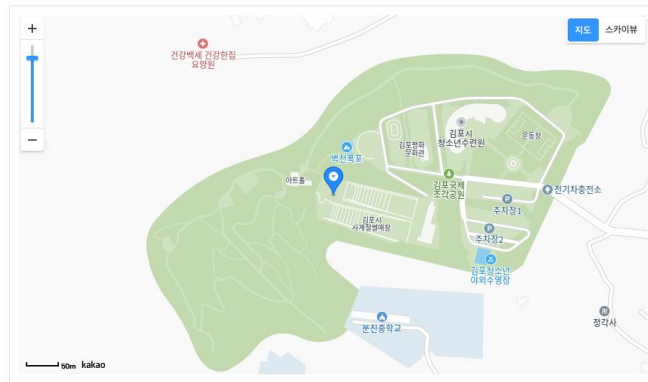 +
지도
스카이뷰
건강백세 건강한집
요양원
김포시
청소년수련원
운동장
김포평화
문화관
백천폭포
아트홀
김포국제
조각공원
전기차충전소
P
주차장1
김포시
사계절썰매장
P
주차장2
김포청소년
야외수영장
분진중학교
정각사
50m
kakao